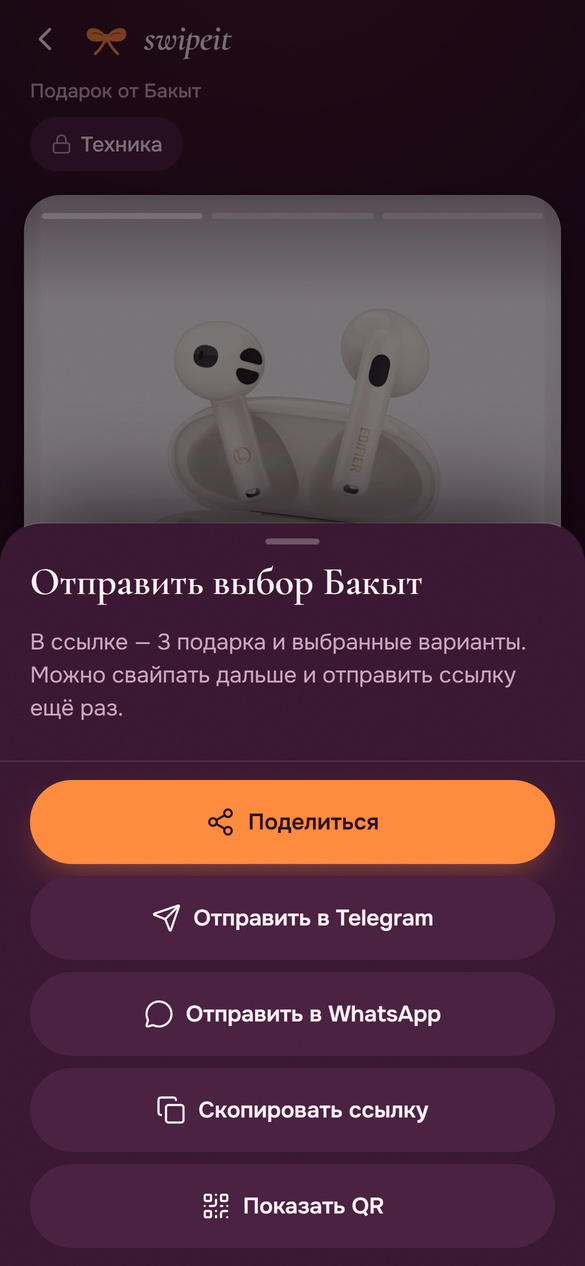 swipeit
Подарок от Бакыт
Техника
L
EDIFIER
Отправить выбор Бакыт
В ссылке — 3 подарка и выбранные варианты.
Можно свайпать дальше и отправить ссылку
ещё раз.
Поделиться
Отправить в Telegram
Отправить в WhatsApp
Скопировать ссылку
Показать QR